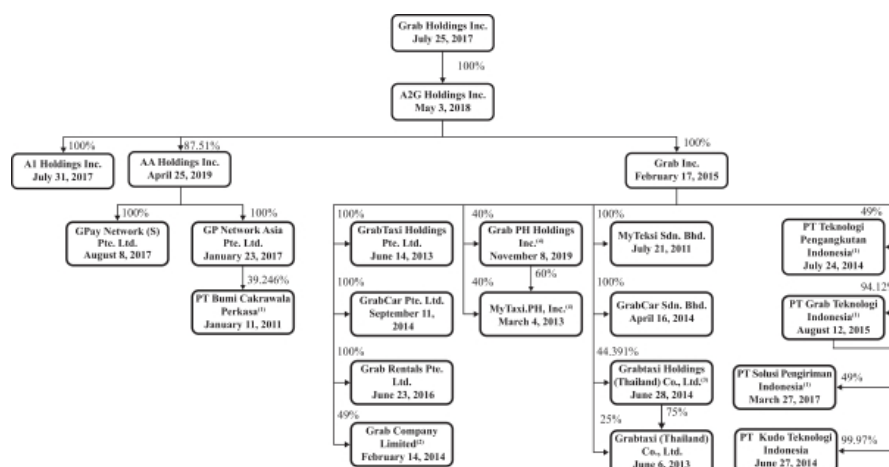 Grab Holdings Inc.
July 25, 2017
100%
A2G Holdings Inc.
May 3, 2018
100%
87.51%
100%
A1 Holdings Inc.
July 31, 2017
AA Holdings Inc.
April 25, 2019
Grab Inc.
February 17, 2015
100%
100%
GPay Network (S)
Pte. Ltd.
August 8, 2017
GP Network Asia
Pte. Ltd.
January 23, 2017
39.246%
PT Bumi Cakrawala
Perkasa(1)
January 11, 2011
100%
GrabTaxi Holdings
Pte. Ltd.
June 14, 2013
100%
GrabCar Pte. Ltd.
September 11,
2014
100%
Grab Rentals Pte.
Ltd.
June 23, 2016
49%
Grab Company
Limited(2)
February 14, 2014
40%
Grab PH Holdings
Inc.(4)
November 8, 2019
60%
40%
MyTaxi.PH, Inc.(4)
March 4, 2013
100%
MyTeksi Sdn. Bhd.
July 21, 2011
100%
GrabCar Sdn. Bhd.
April 16, 2014
44.391%
Grabtaxi Holdings
(Thailand) Co., Ltd.(3)
June 28, 2014
25%
75%
Grabtaxi (Thailand)
Co., Ltd.
June 6, 2013
49%
PT Teknologi
Pengangkutan
Indonesia(1)
July 24, 2014
94.12%
PT Grab Teknologi
Indonesia(1)
August 12, 2015
49%
PT Solusi Pengiriman
Indonesia(1)
March 27, 2017
99.97%
PT Kudo Teknologi
Indonesia
June 27, 2014